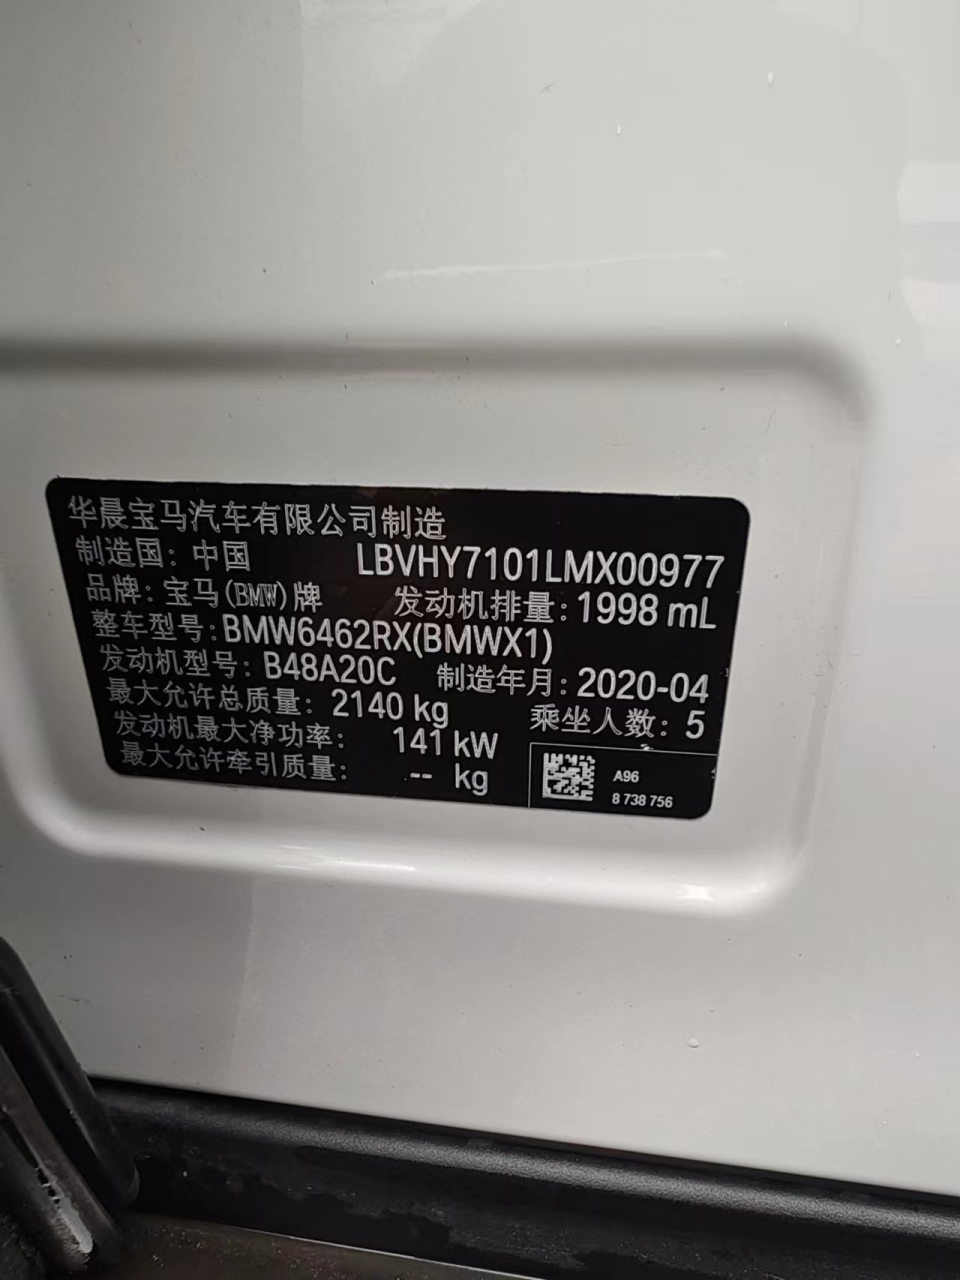 华晨宝马汽车有限公司制造
制造国：中国 LBVHY7101LMX00977
品牌：宝马(BMW)牌 发动机排量：1998 mL
整车型号：BMW6462RX(BMWX1)
发动机型号：B48A20C 制造年月：2020-04
最大允许总质量：2140 kg 乘坐人数：5
发动机最大净功率：141 kW
最大允许牵引质量：-- kg
A96
8 738 756